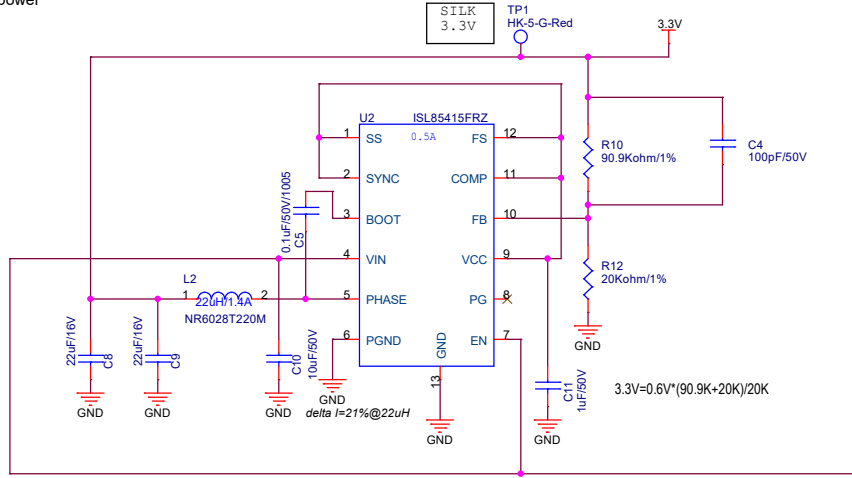 power
SILK
3.3V
TP1
HK-5-G-Red
3.3V
U2
ISL85415FRZ
0.5A
1
SS
FS
12
2
SYNC
COMP
11
3
BOOT
FB
10
4
VIN
VCC
9
5
PHASE
PG
8
6
PGND
EN
7
GND
13
R10
90.9Kohm/1%
C4
100pF/50V
R12
20Kohm/1%
GND
0.1uF/50V/1005
C5
L2
1
22uH/1.4A
2
NR6028T220M
22uF/16V
C8
GND
22uF/16V
C9
GND
C10
10uF/50V
GND
GND
delta I=21%@22uH
GND
C11
1uF/50V
GND
3.3V=0.6V*(90.9K+20K)/20K